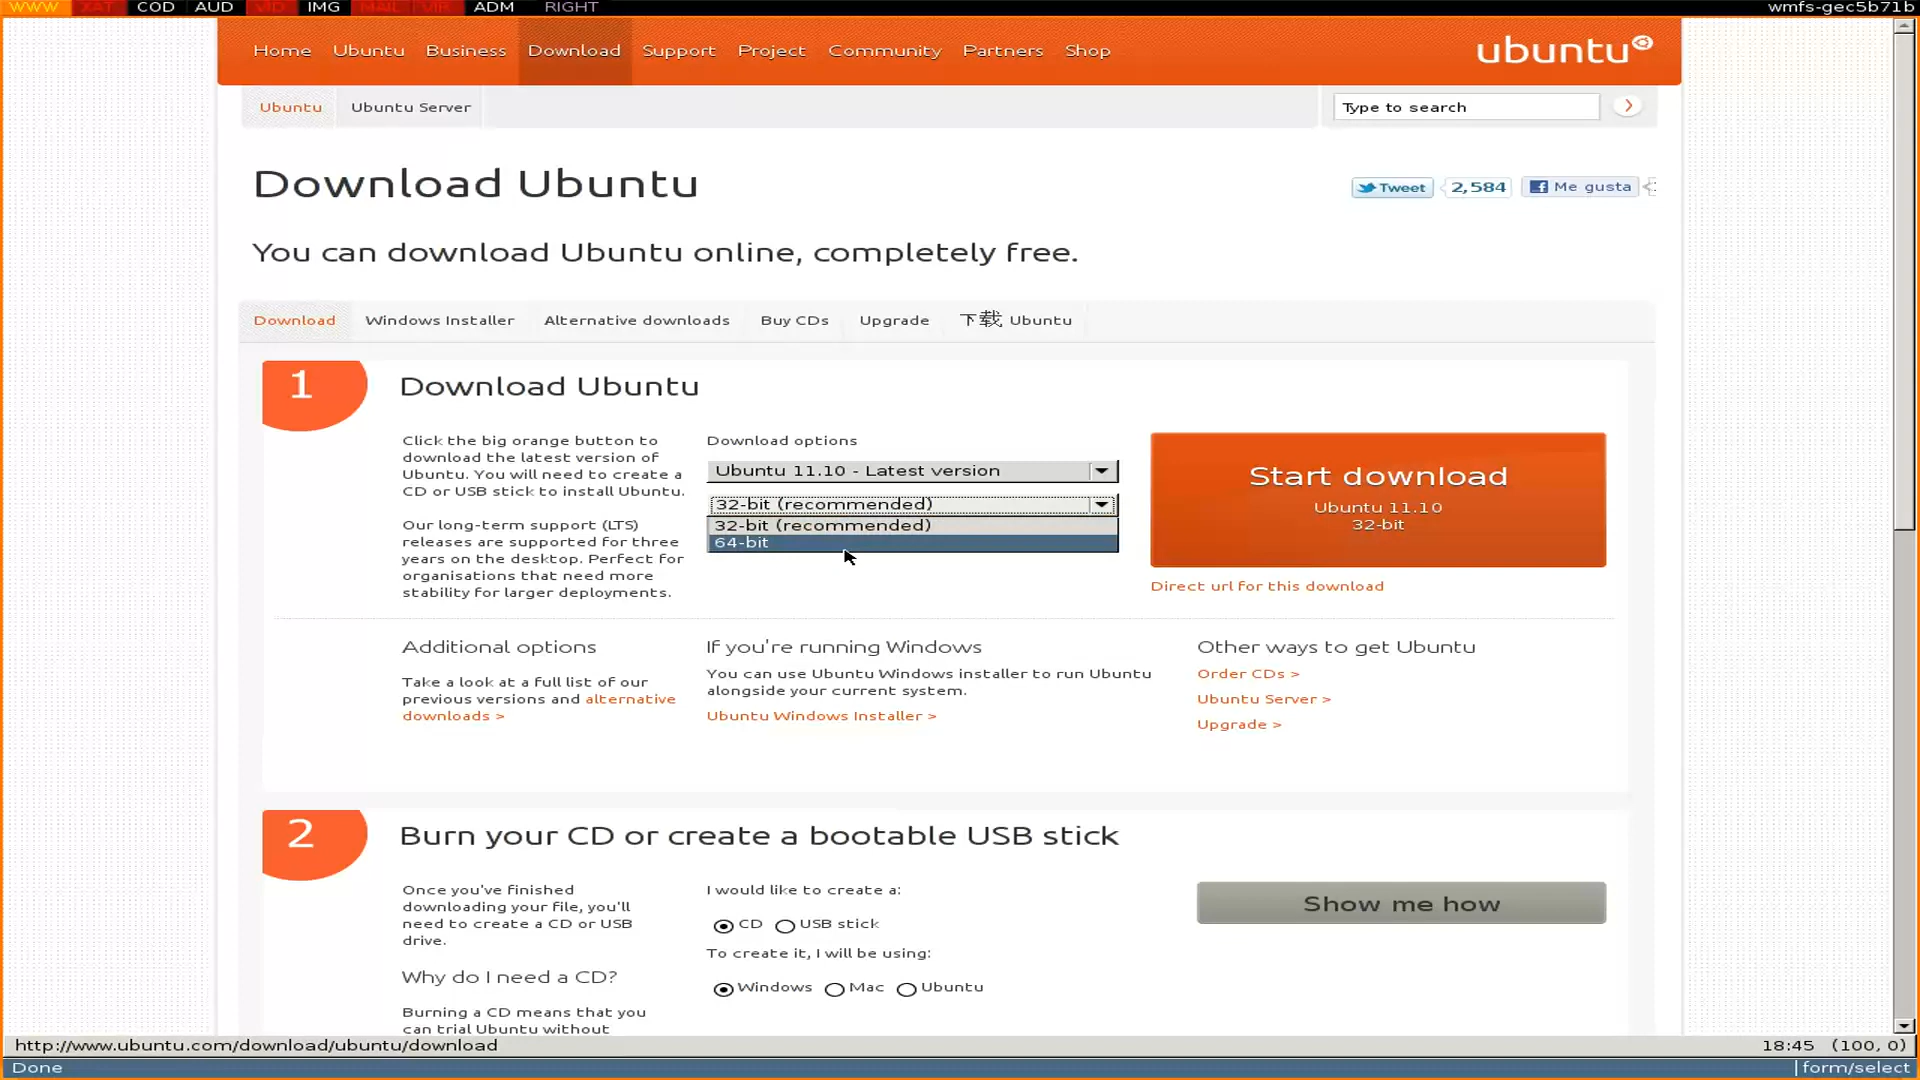 WWW XAT COD AUD VID IMG MAIL VIR ADM RIGHT wmfs-gec5b71b
Home Ubuntu Business Download Support Project Community Partners Shop ubuntu
Ubuntu Ubuntu Server Type to search
Download Ubuntu
Tweet 2,584 Me gusta
You can download Ubuntu online, completely free.
Download Windows Installer Alternative downloads Buy CDs Upgrade 下载 Ubuntu
1 Download Ubuntu
Click the big orange button to
download the latest version of
Ubuntu. You will need to create a
CD or USB stick to install Ubuntu.
Our long-term support (LTS)
releases are supported for three
years on the desktop. Perfect for
organisations that need more
stability for larger deployments.
Download options
Ubuntu 11.10 - Latest version
32-bit (recommended)
32-bit (recommended)
64-bit
Start download
Ubuntu 11.10
32-bit
Direct url for this download
Additional options
Take a look at a full list of our
previous versions and alternative
downloads >
If you're running Windows
You can use Ubuntu Windows installer to run Ubuntu
alongside your current system.
Ubuntu Windows Installer >
Other ways to get Ubuntu
Order CDs >
Ubuntu Server >
Upgrade >
2 Burn your CD or create a bootable USB stick
Once you've finished
downloading your file, you'll
need to create a CD or USB
drive.
Why do I need a CD?
Burning a CD means that you
can trial Ubuntu without
I would like to create a:
CD USB stick
To create it, I will be using:
Windows Mac Ubuntu
Show me how
http://www.ubuntu.com/download/ubuntu/download 18:45 (100, 0)
Done |form/select